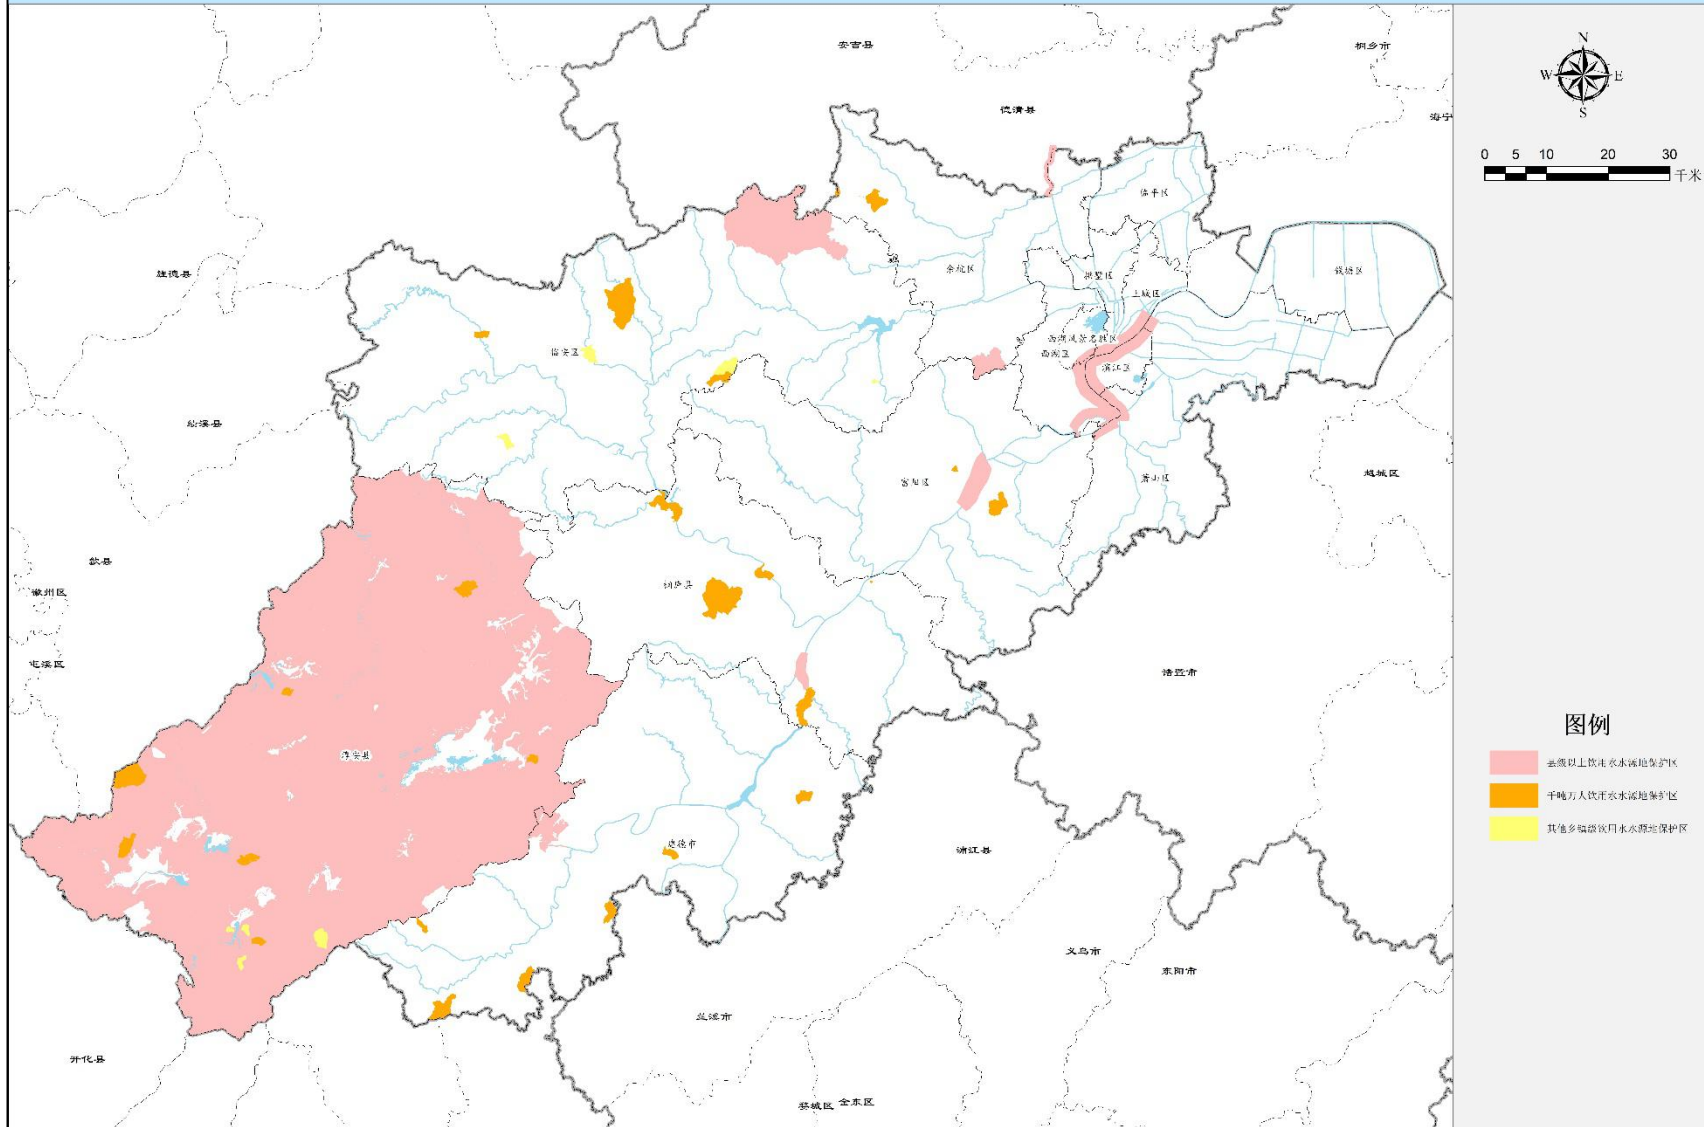 安吉县
桐乡市
N
W
E
S
德清县
海宁
0 5 10 20 30
千米
临平区
旌德县
余杭区
拱墅区
钱塘区
上城区
西湖风景名胜区
临安区
西湖区
滨江区
绩溪县
越城区
富阳区
萧山区
歙县
桐庐县
徽州区
屯溪区
诸暨市
图例
淳安县
县级以上饮用水水源地保护区
千吨万人饮用水水源地保护区
其他乡镇级饮用水水源地保护区
建德市
浦江县
义乌市
东阳市
兰溪市
开化县
婺城区
金东区